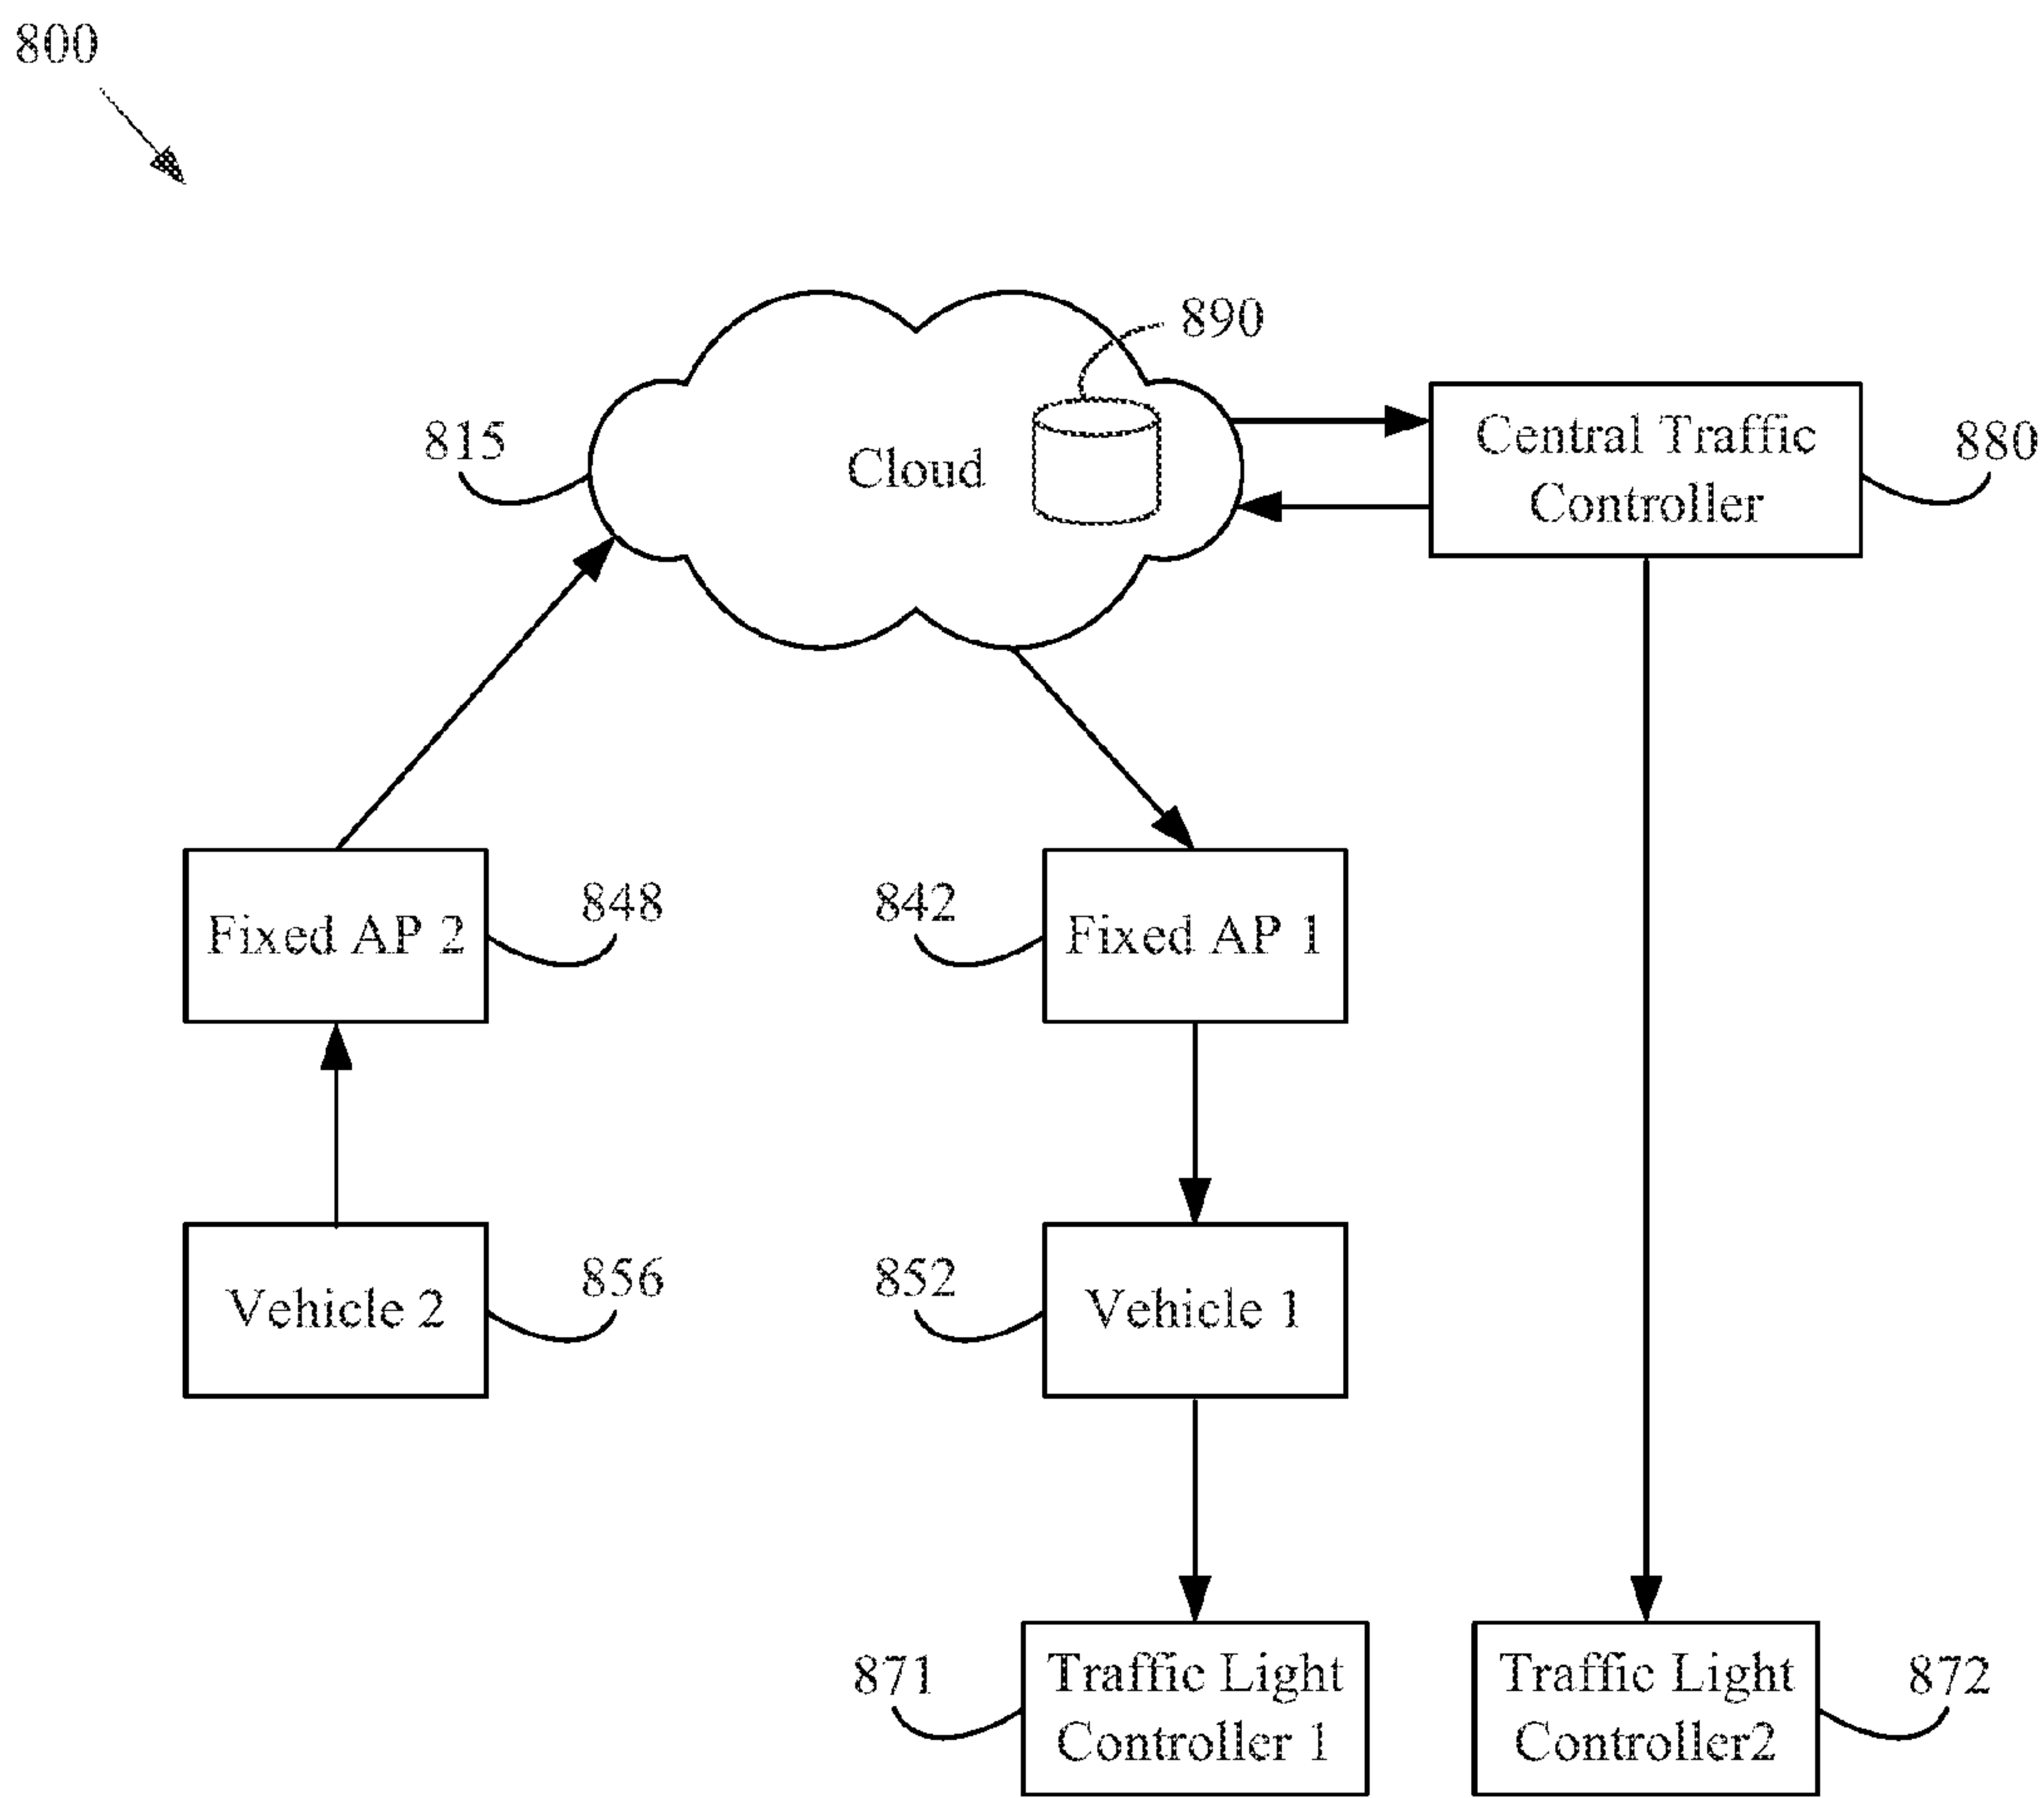 800
890
815
Cloud
Central Traffic
Controller
880
Fixed AP 2
848
842
Fixed AP 1
Vehicle 2
856
852
Vehicle 1
871
Traffic Light
Controller 1
Traffic Light
Controller2
872